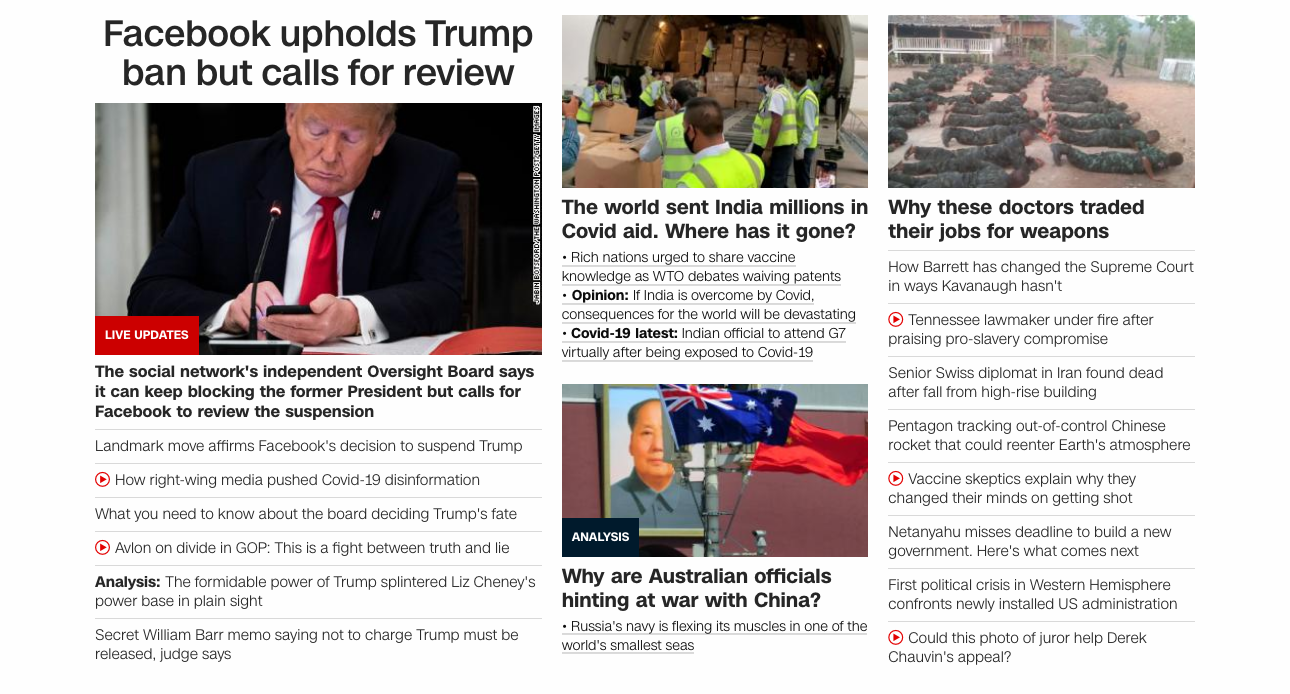 Facebook upholds Trump
ban but calls for review
JABIN BOTSFORD/THE WASHINGTON POST/GETTY IMAGES
LIVE UPDATES
The social network's independent Oversight Board says
it can keep blocking the former President but calls for
Facebook to review the suspension
Landmark move affirms Facebook's decision to suspend Trump
How right-wing media pushed Covid-19 disinformation
What you need to know about the board deciding Trump's fate
Avlon on divide in GOP: This is a fight between truth and lie
Analysis: The formidable power of Trump splintered Liz Cheney's
power base in plain sight
Secret William Barr memo saying not to charge Trump must be
released, judge says
The world sent India millions in
Covid aid. Where has it gone?
• Rich nations urged to share vaccine
knowledge as WTO debates waiving patents
• Opinion: If India is overcome by Covid,
consequences for the world will be devastating
• Covid-19 latest: Indian official to attend G7
virtually after being exposed to Covid-19
ANALYSIS
Why are Australian officials
hinting at war with China?
• Russia's navy is flexing its muscles in one of the
world's smallest seas
Why these doctors traded
their jobs for weapons
How Barrett has changed the Supreme Court
in ways Kavanaugh hasn't
Tennessee lawmaker under fire after
praising pro-slavery compromise
Senior Swiss diplomat in Iran found dead
after fall from high-rise building
Pentagon tracking out-of-control Chinese
rocket that could reenter Earth's atmosphere
Vaccine skeptics explain why they
changed their minds on getting shot
Netanyahu misses deadline to build a new
government. Here's what comes next
First political crisis in Western Hemisphere
confronts newly installed US administration
Could this photo of juror help Derek
Chauvin's appeal?